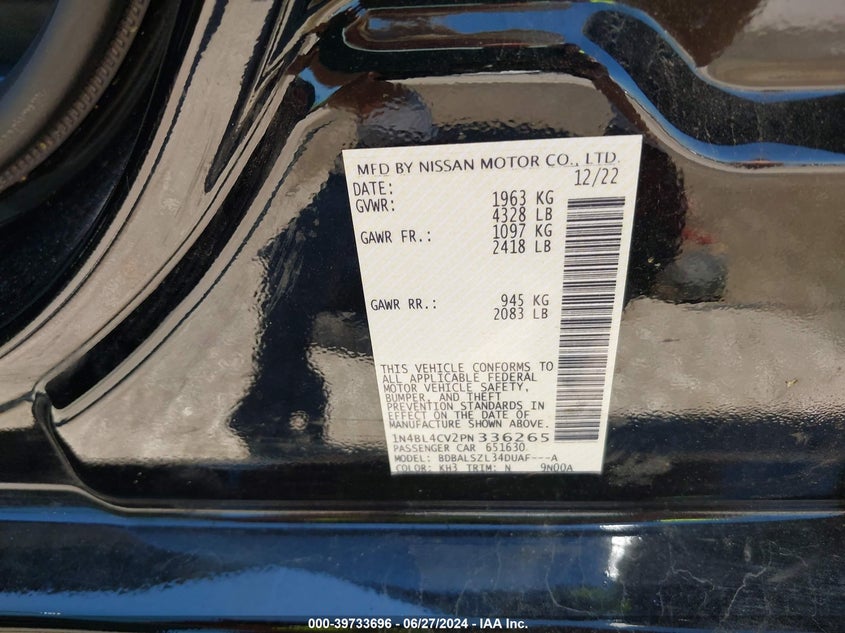 MFD BY NISSAN MOTOR CO., LTD.
DATE: 12/22
GVWR: 1963 KG
4328 LB
GAWR FR.: 1097 KG
2418 LB
GAWR RR.: 945 KG
2083 LB
THIS VEHICLE CONFORMS TO
ALL APPLICABLE FEDERAL
MOTOR VEHICLE SAFETY,
BUMPER, AND THEFT
PREVENTION STANDARDS IN
EFFECT ON THE DATE OF
MANUFACTURE SHOWN ABOVE.
1N4BL4CV2PN336265
PASSENGER CAR 651630
MODEL: BDBALSZL34DUAF---A
COLOR: KH3 TRIM: N 9N00A
000-39733696 - 06/27/2024 - IAA Inc.